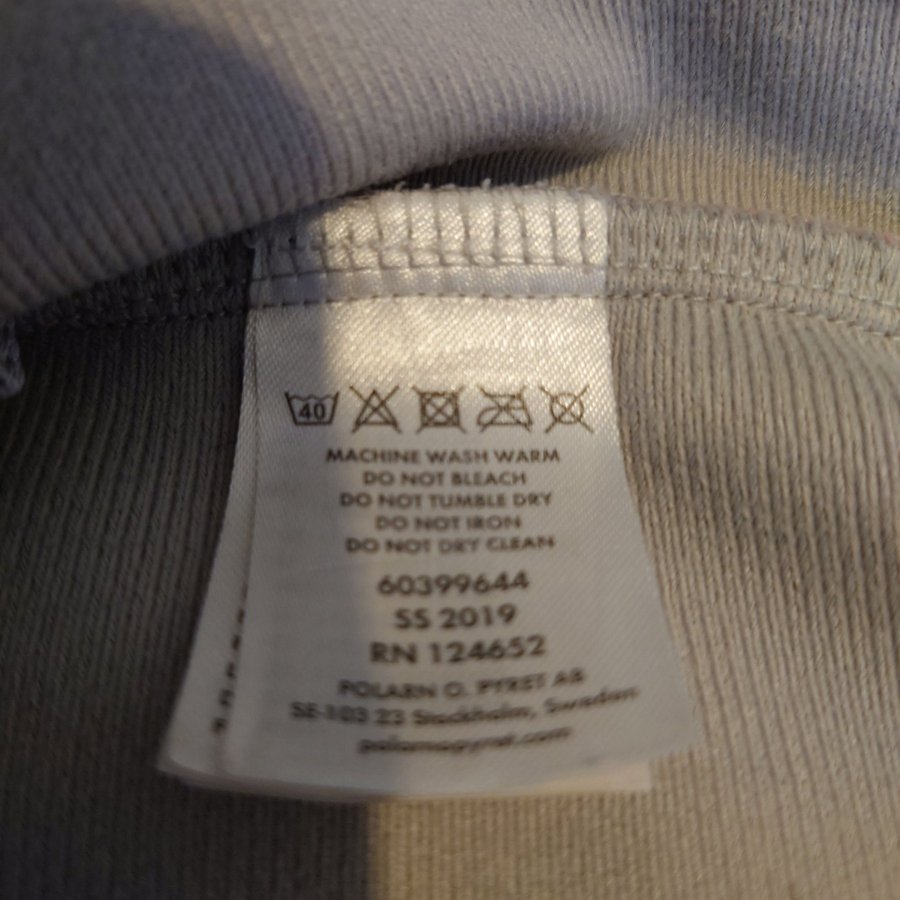 40
MACHINE WASH WARM
DO NOT BLEACH
DO NOT TUMBLE DRY
DO NOT IRON
DO NOT DRY CLEAN
60399644
SS 2019
RN 124652
POLARN O. PYRET AB
SE-103 23 Stockholm, Sweden
polarnopyret.com